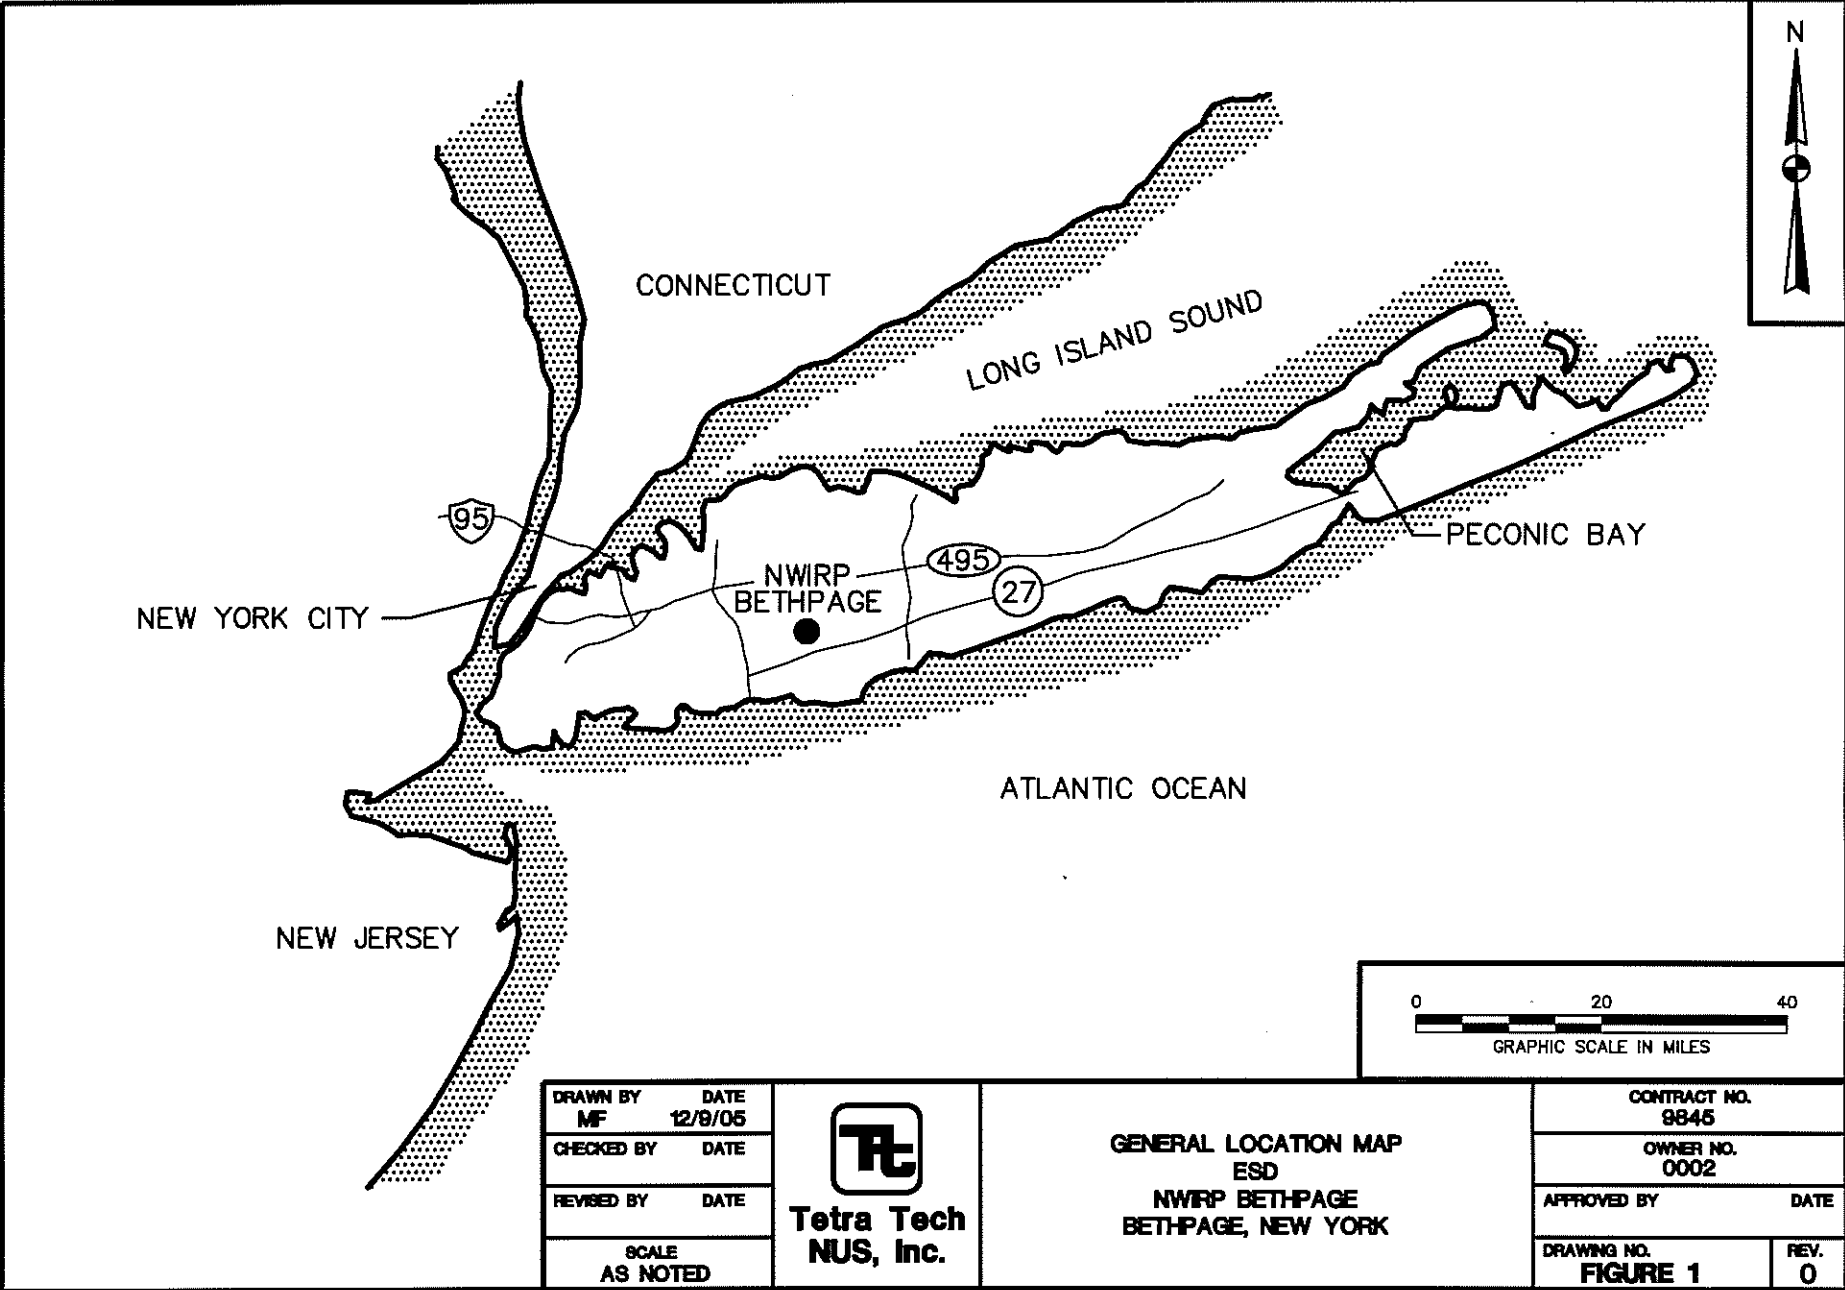 N
CONNECTICUT
LONG ISLAND SOUND
95
495
NWIRP
BETHPAGE
27
PECONIC BAY
NEW YORK CITY
ATLANTIC OCEAN
NEW JERSEY
0 20 40
GRAPHIC SCALE IN MILES
DRAWN BY DATE
MF 12/9/05
CHECKED BY DATE
REVISED BY DATE
SCALE
AS NOTED
Tt
Tetra Tech
NUS, Inc.
GENERAL LOCATION MAP
ESD
NWIRP BETHPAGE
BETHPAGE, NEW YORK
CONTRACT NO.
9845
OWNER NO.
0002
APPROVED BY DATE
DRAWING NO.
FIGURE 1
REV.
0